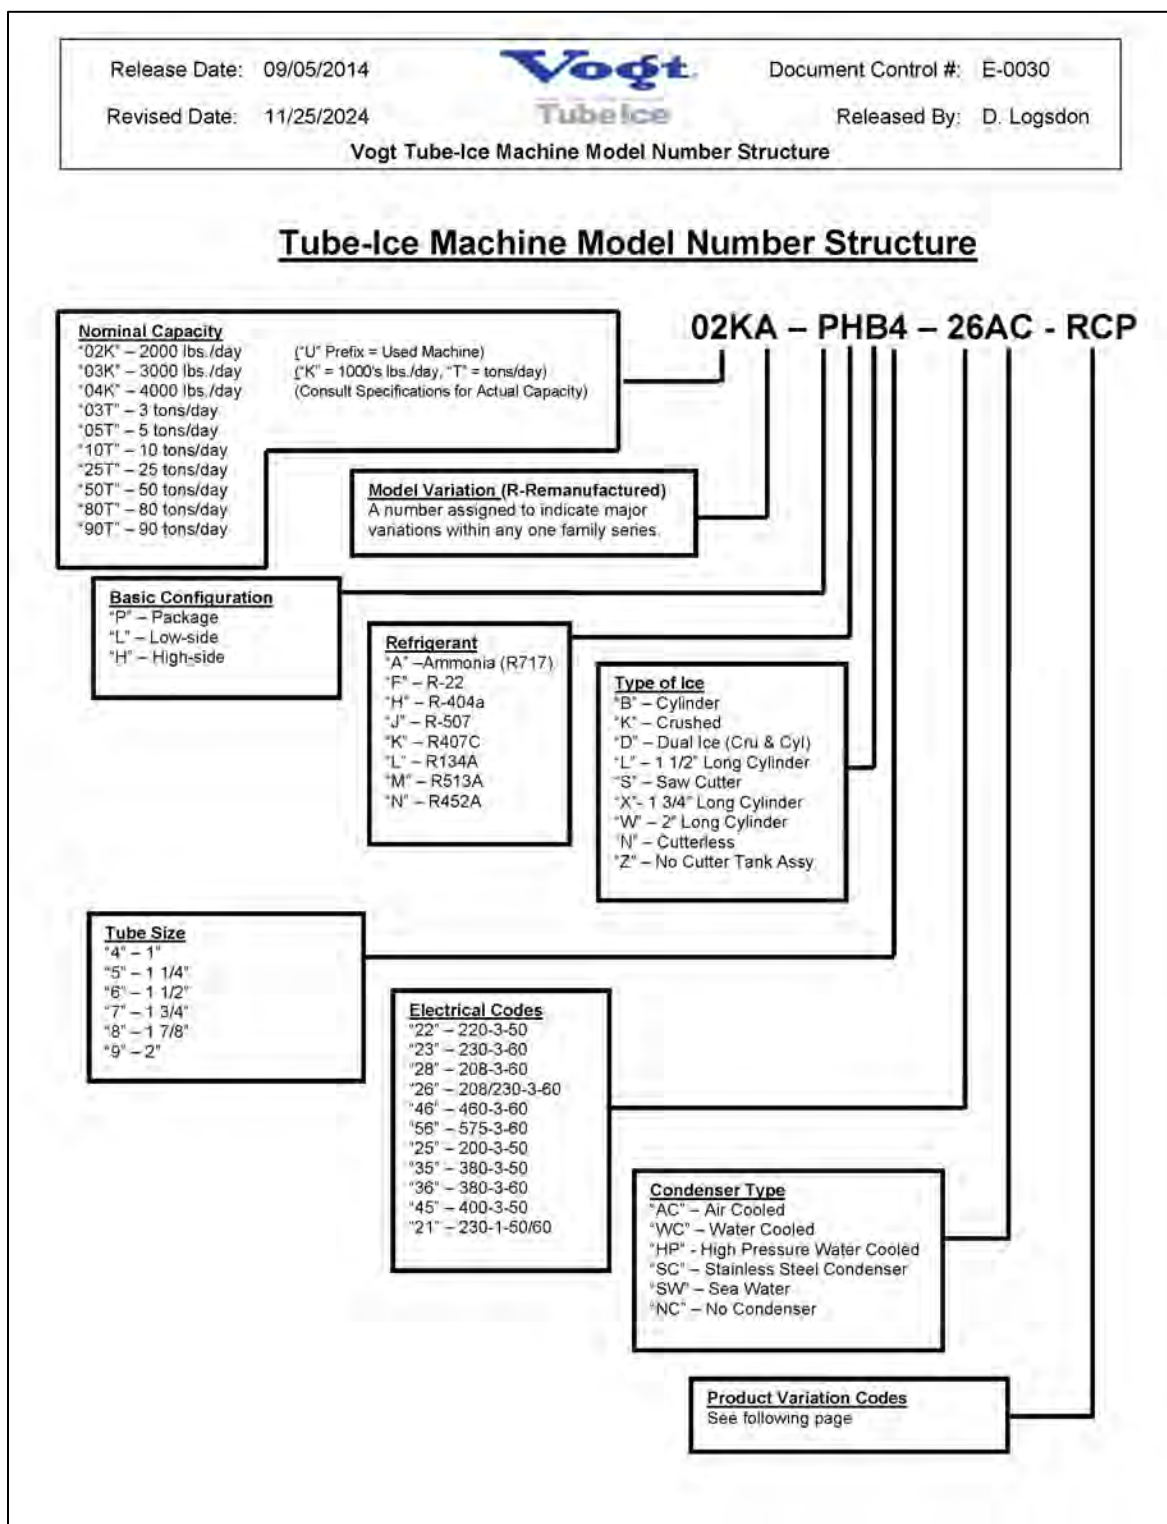 Release Date: 09/05/2014
Vogt
Document Control #: E-0030
Revised Date: 11/25/2024
TubeIce
Released By: D. Logsdon
Vogt Tube-Ice Machine Model Number Structure
Tube-Ice Machine Model Number Structure
02KA – PHB4 – 26AC - RCP
Nominal Capacity
"02K" – 2000 lbs./day ("U" Prefix = Used Machine)
"03K" – 3000 lbs./day ("K" = 1000's lbs./day, "T" = tons/day)
"04K" – 4000 lbs./day (Consult Specifications for Actual Capacity)
"03T" – 3 tons/day
"05T" – 5 tons/day
"10T" – 10 tons/day
"25T" – 25 tons/day
"50T" – 50 tons/day
"80T" – 80 tons/day
"90T" – 90 tons/day
Model Variation (R-Remanufactured)
A number assigned to indicate major
variations within any one family series.
Basic Configuration
"P" – Package
"L" – Low-side
"H" – High-side
Refrigerant
"A" –Ammonia (R717)
"F" – R-22
"H" – R-404a
"J" – R-507
"K" – R407C
"L" – R134A
"M" – R513A
"N" – R452A
Type of Ice
"B" – Cylinder
"K" – Crushed
"D" – Dual Ice (Cru & Cyl)
"L" – 1 1/2" Long Cylinder
"S" – Saw Cutter
"X"- 1 3/4" Long Cylinder
"W" – 2" Long Cylinder
"N" – Cutterless
"Z" – No Cutter Tank Assy.
Tube Size
"4" – 1"
"5" – 1 1/4"
"6" – 1 1/2"
"7" – 1 3/4"
"8" – 1 7/8"
"9" – 2"
Electrical Codes
"22" – 220-3-50
"23" – 230-3-60
"28" – 208-3-60
"26" – 208/230-3-60
"46" – 460-3-60
"56" – 575-3-60
"25" – 200-3-50
"35" – 380-3-50
"36" – 380-3-60
"45" – 400-3-50
"21" – 230-1-50/60
Condenser Type
"AC" – Air Cooled
"WC" – Water Cooled
"HP" - High Pressure Water Cooled
"SC" – Stainless Steel Condenser
"SW" – Sea Water
"NC" – No Condenser
Product Variation Codes
See following page